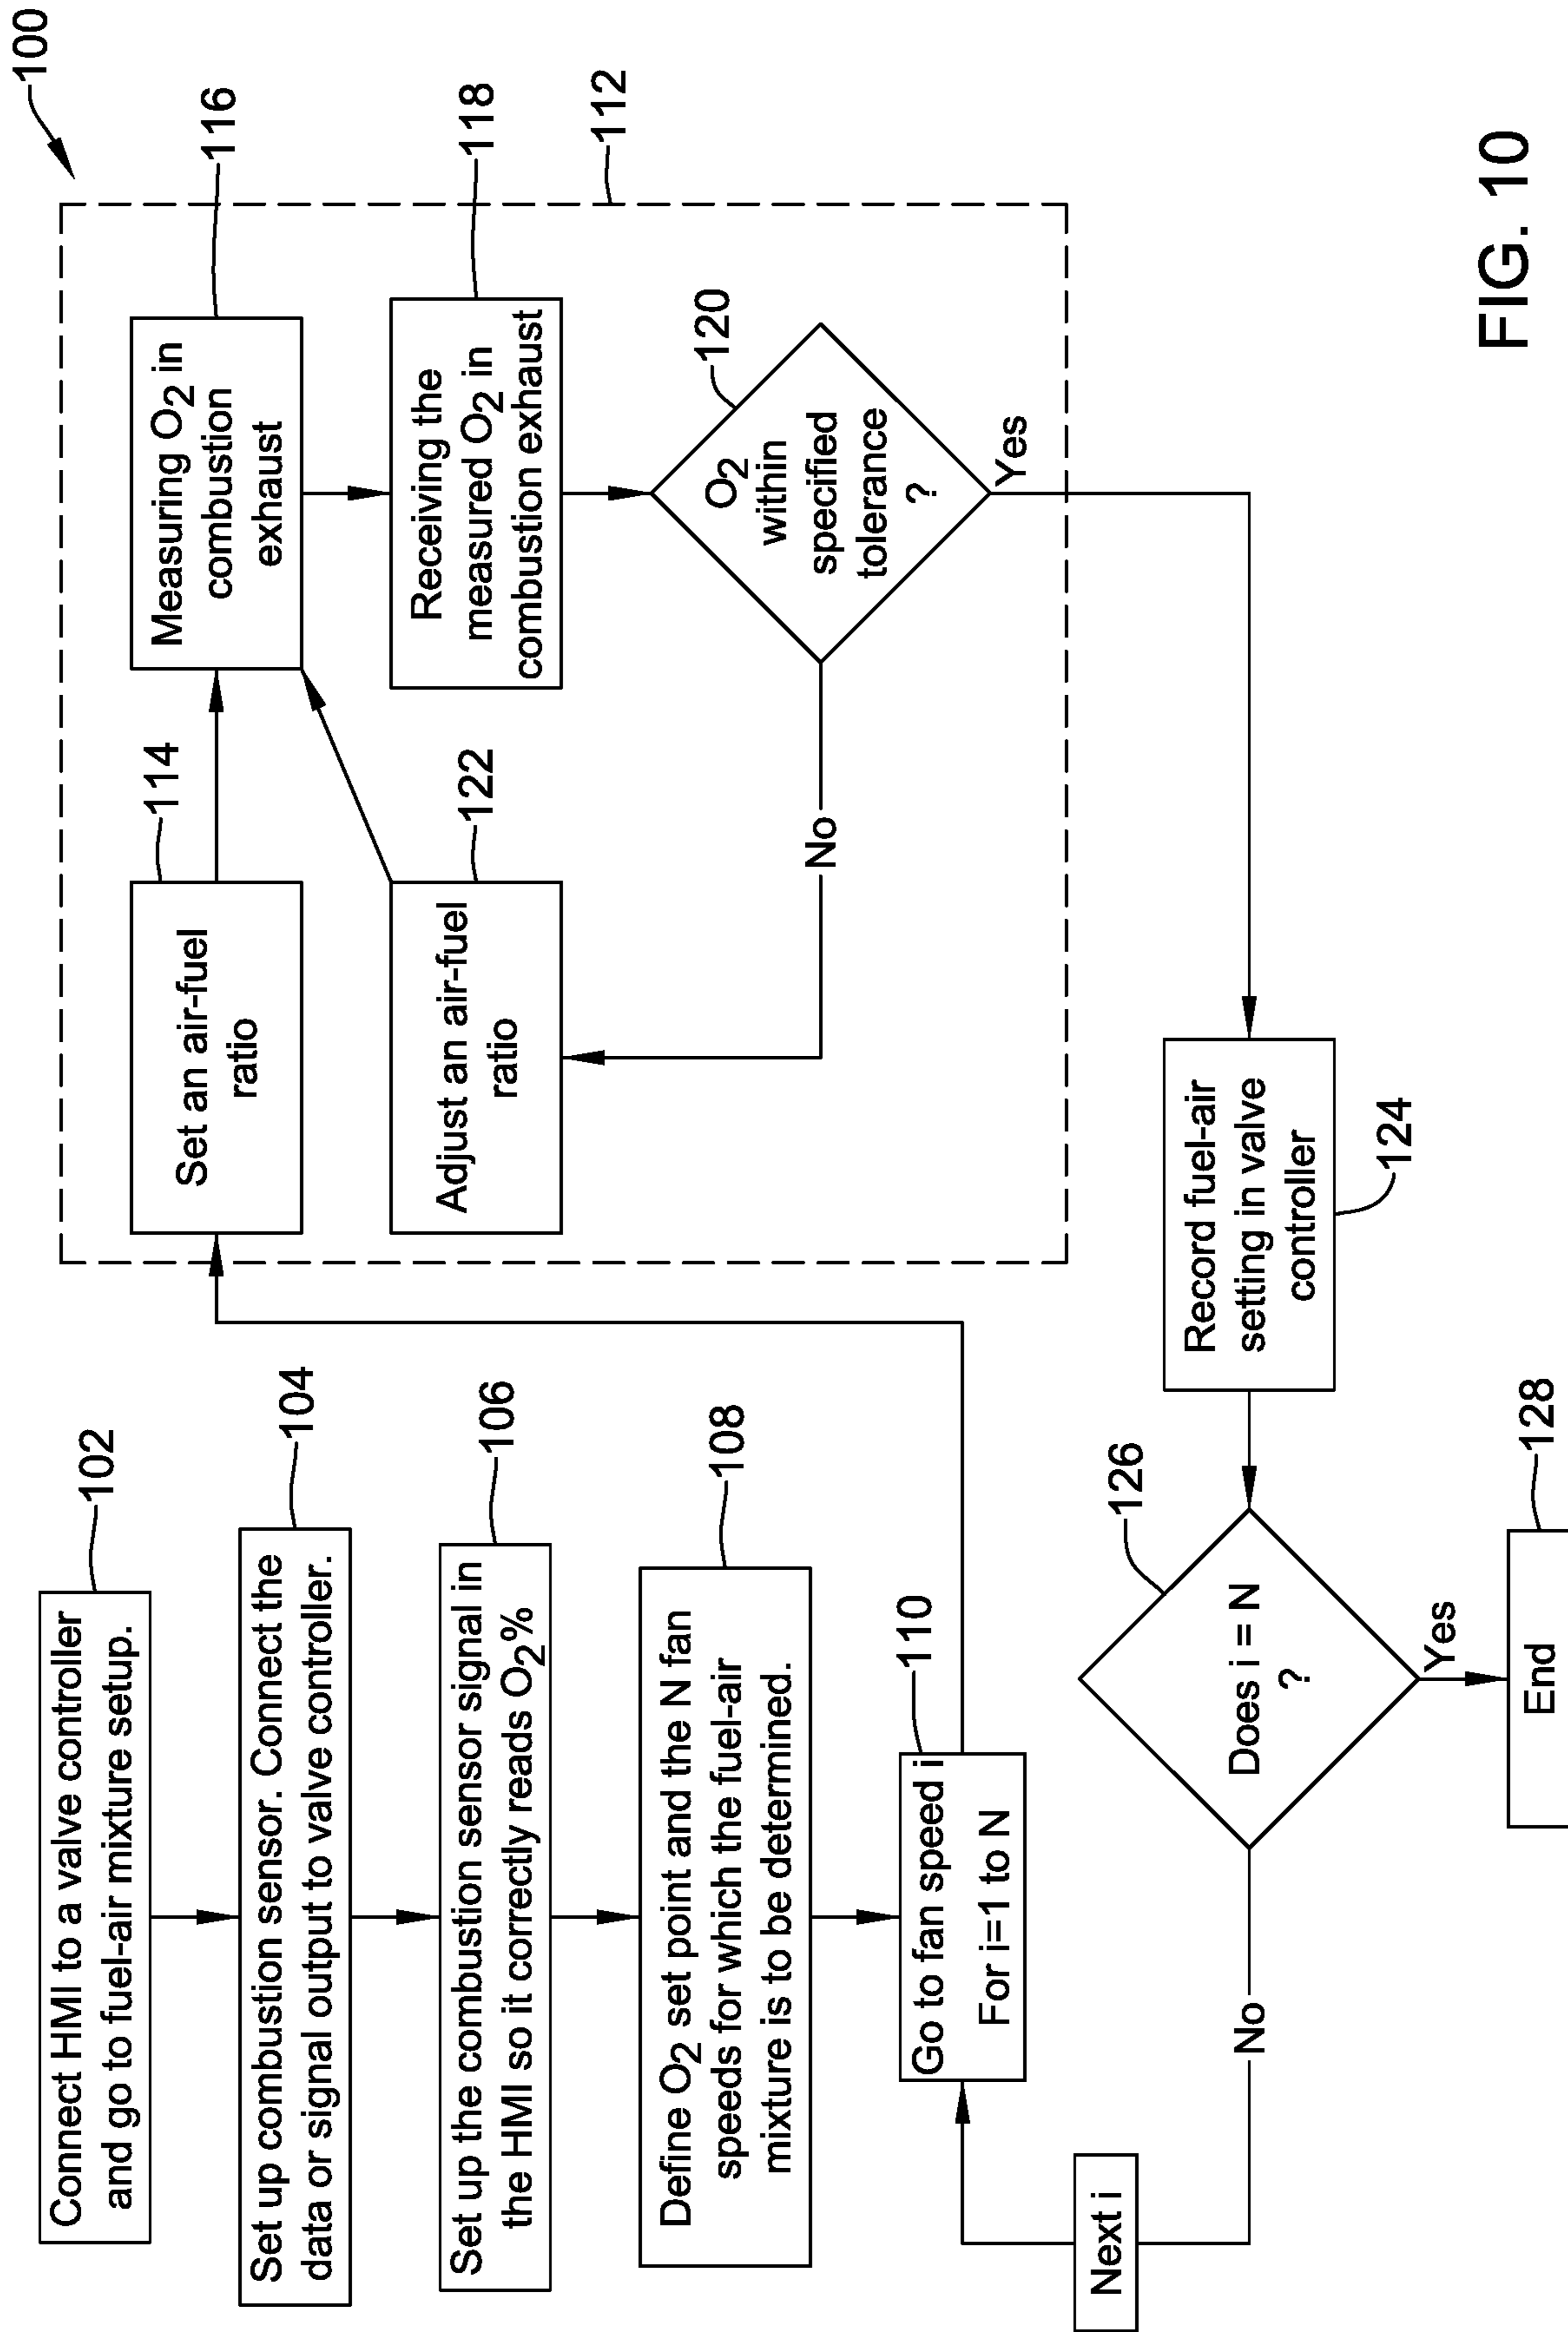 100
102
Connect HMI to a valve controller
and go to fuel-air mixture setup.
104
Set up combustion sensor. Connect the
data or signal output to valve controller.
106
Set up the combustion sensor signal in
the HMI so it correctly reads O2%
108
Define O2 set point and the N fan
speeds for which the fuel-air
mixture is to be determined.
110
Go to fan speed i
For i=1 to N
Next i
112
114
Set an air-fuel
ratio
116
Measuring O2 in
combustion
exhaust
118
Receiving the
measured O2 in
combustion exhaust
120
O2
within
specified
tolerance
?
No
Yes
122
Adjust an air-fuel
ratio
Record fuel-air
setting in valve
controller
124
126
Does i = N
?
No
Yes
128
End
FIG. 10